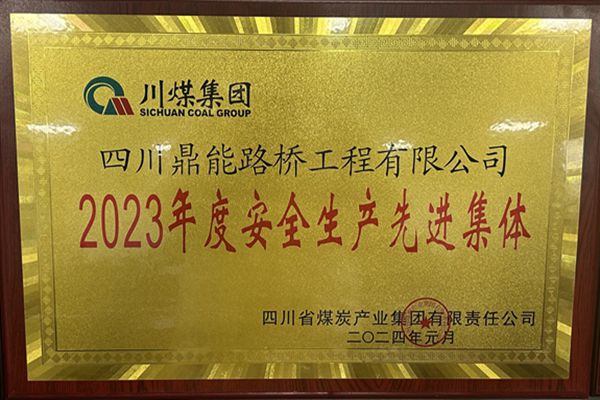 川煤集团
SICHUAN COAL GROUP
四川鼎能路桥工程有限公司
2023年度安全生产先进集体
四川省煤炭产业集团有限责任公司
二〇二四年元月